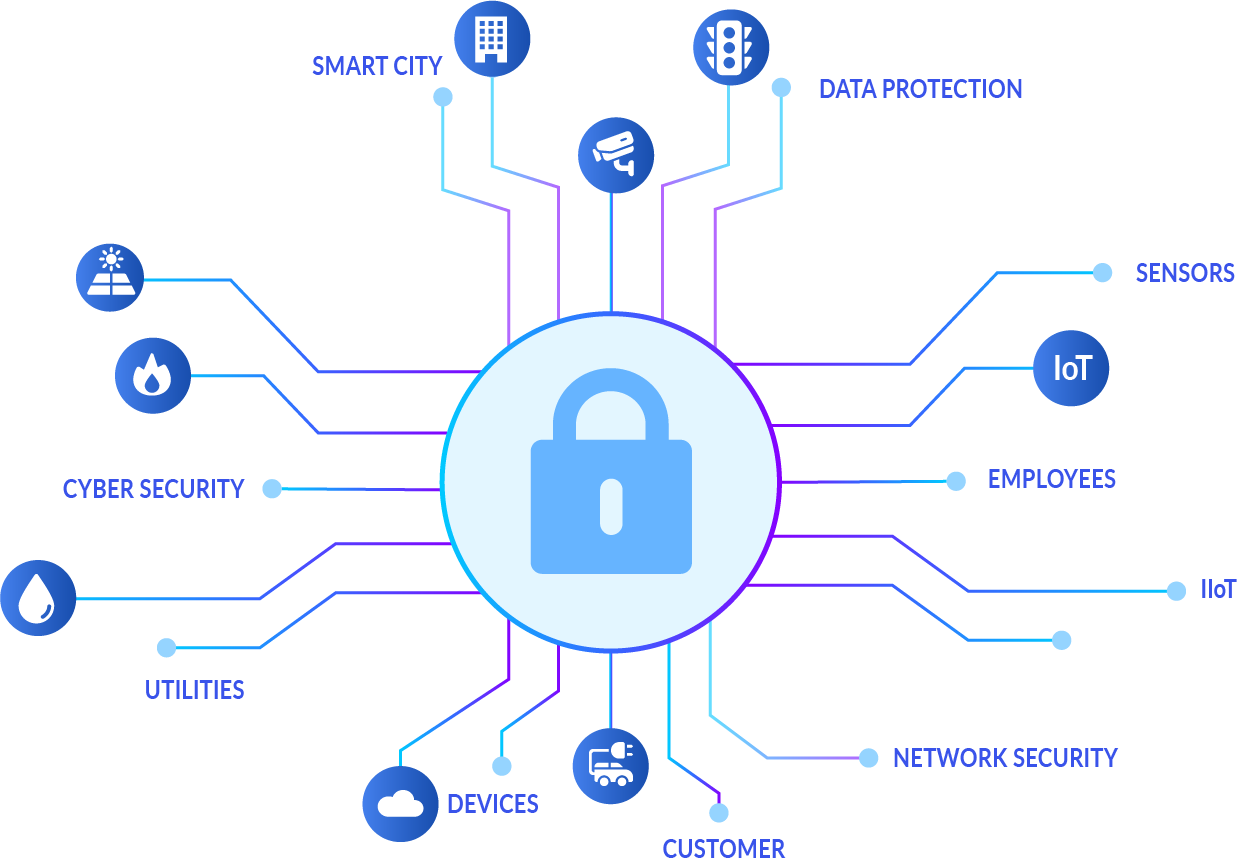 SMART CITY
DATA PROTECTION
SENSORS
IoT
EMPLOYEES
CYBER SECURITY
IIoT
UTILITIES
NETWORK SECURITY
DEVICES
CUSTOMER